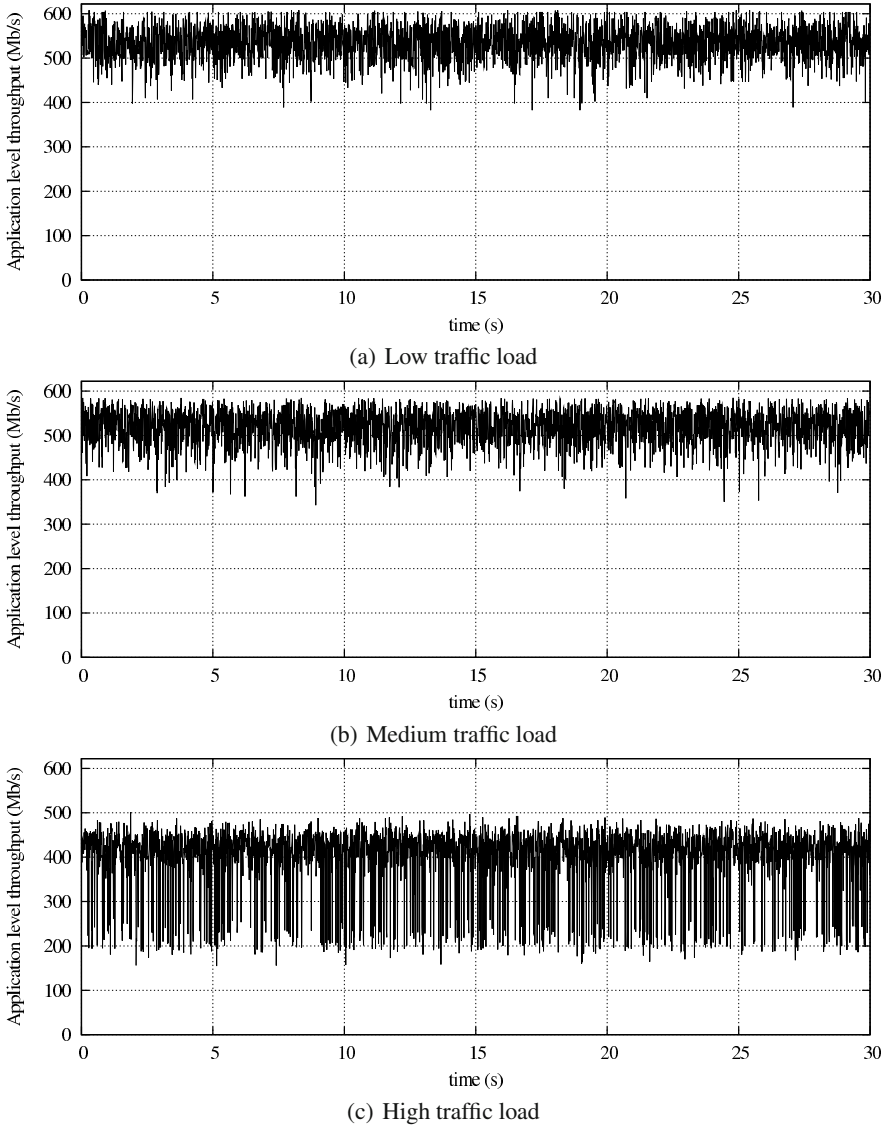 Application level throughput (Mb/s)
600
500
400
300
200
100
0
0 5 10 15 20 25 30
time (s)
(a) Low traffic load
Application level throughput (Mb/s)
600
500
400
300
200
100
0
0 5 10 15 20 25 30
time (s)
(b) Medium traffic load
Application level throughput (Mb/s)
600
500
400
300
200
100
0
0 5 10 15 20 25 30
time (s)
(c) High traffic load